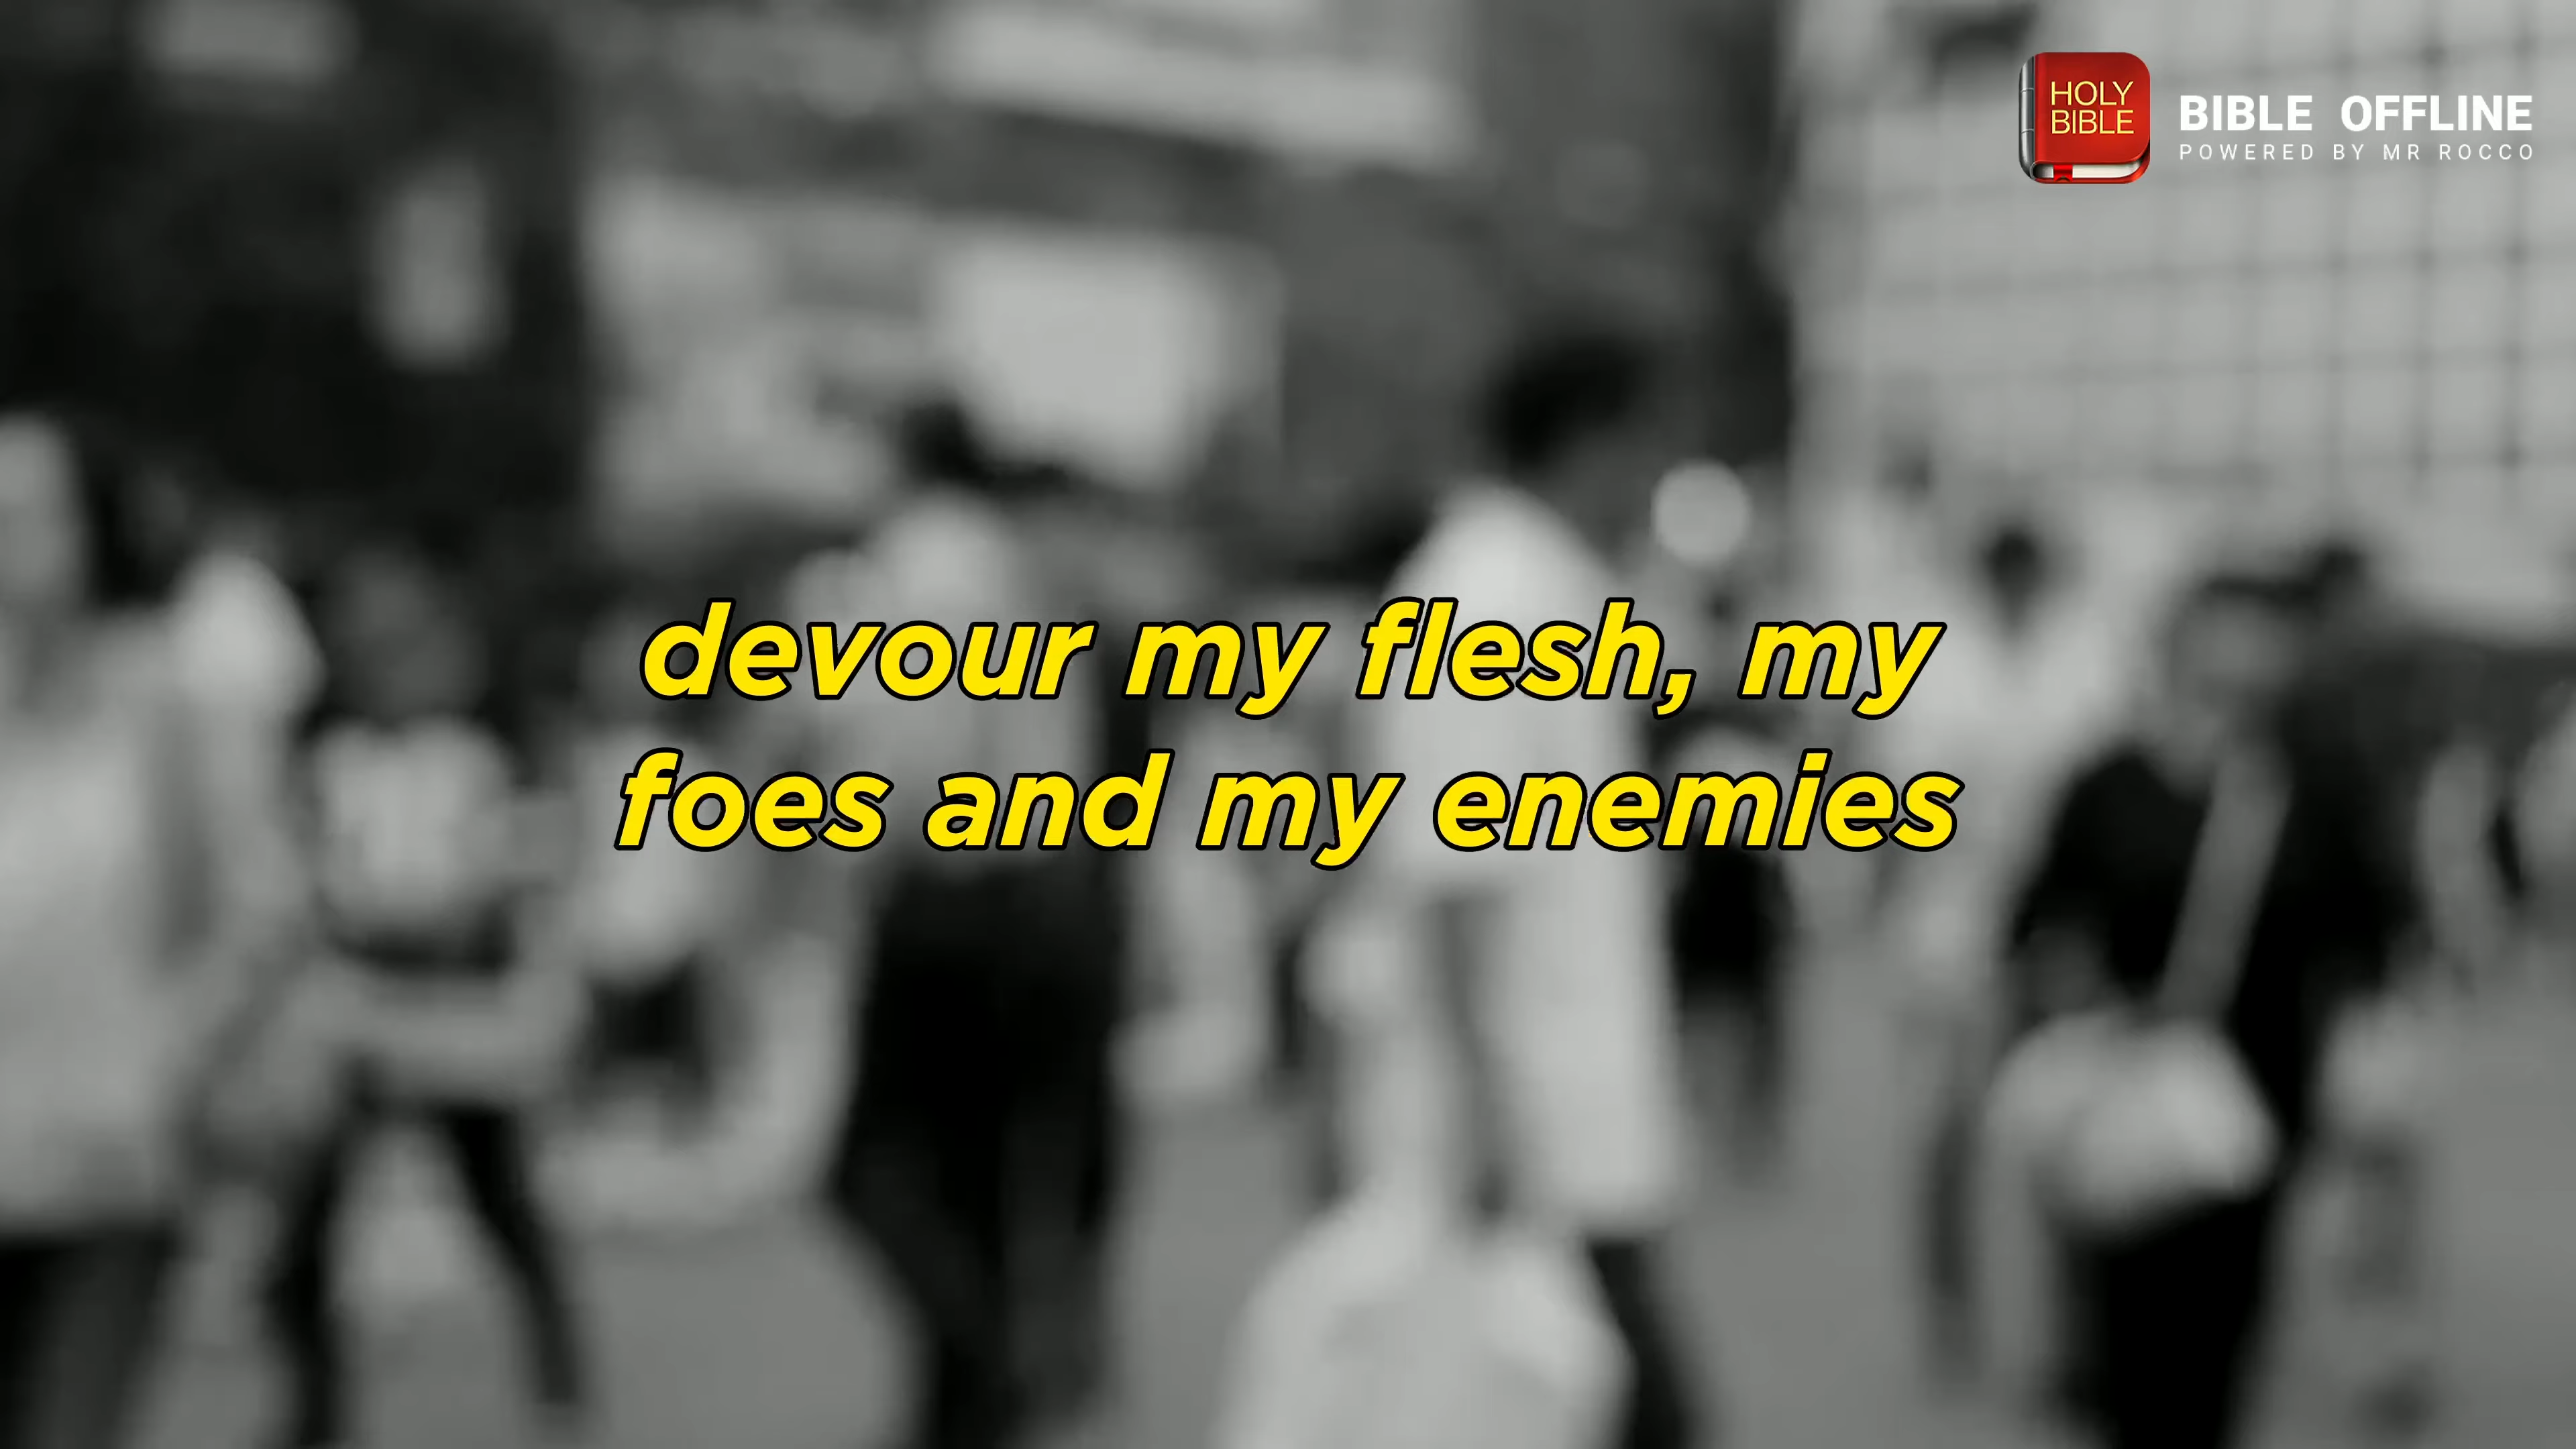 HOLY
BIBLE
BIBLE OFFLINE
POWERED BY MR ROCCO
devour my flesh, my
foes and my enemies